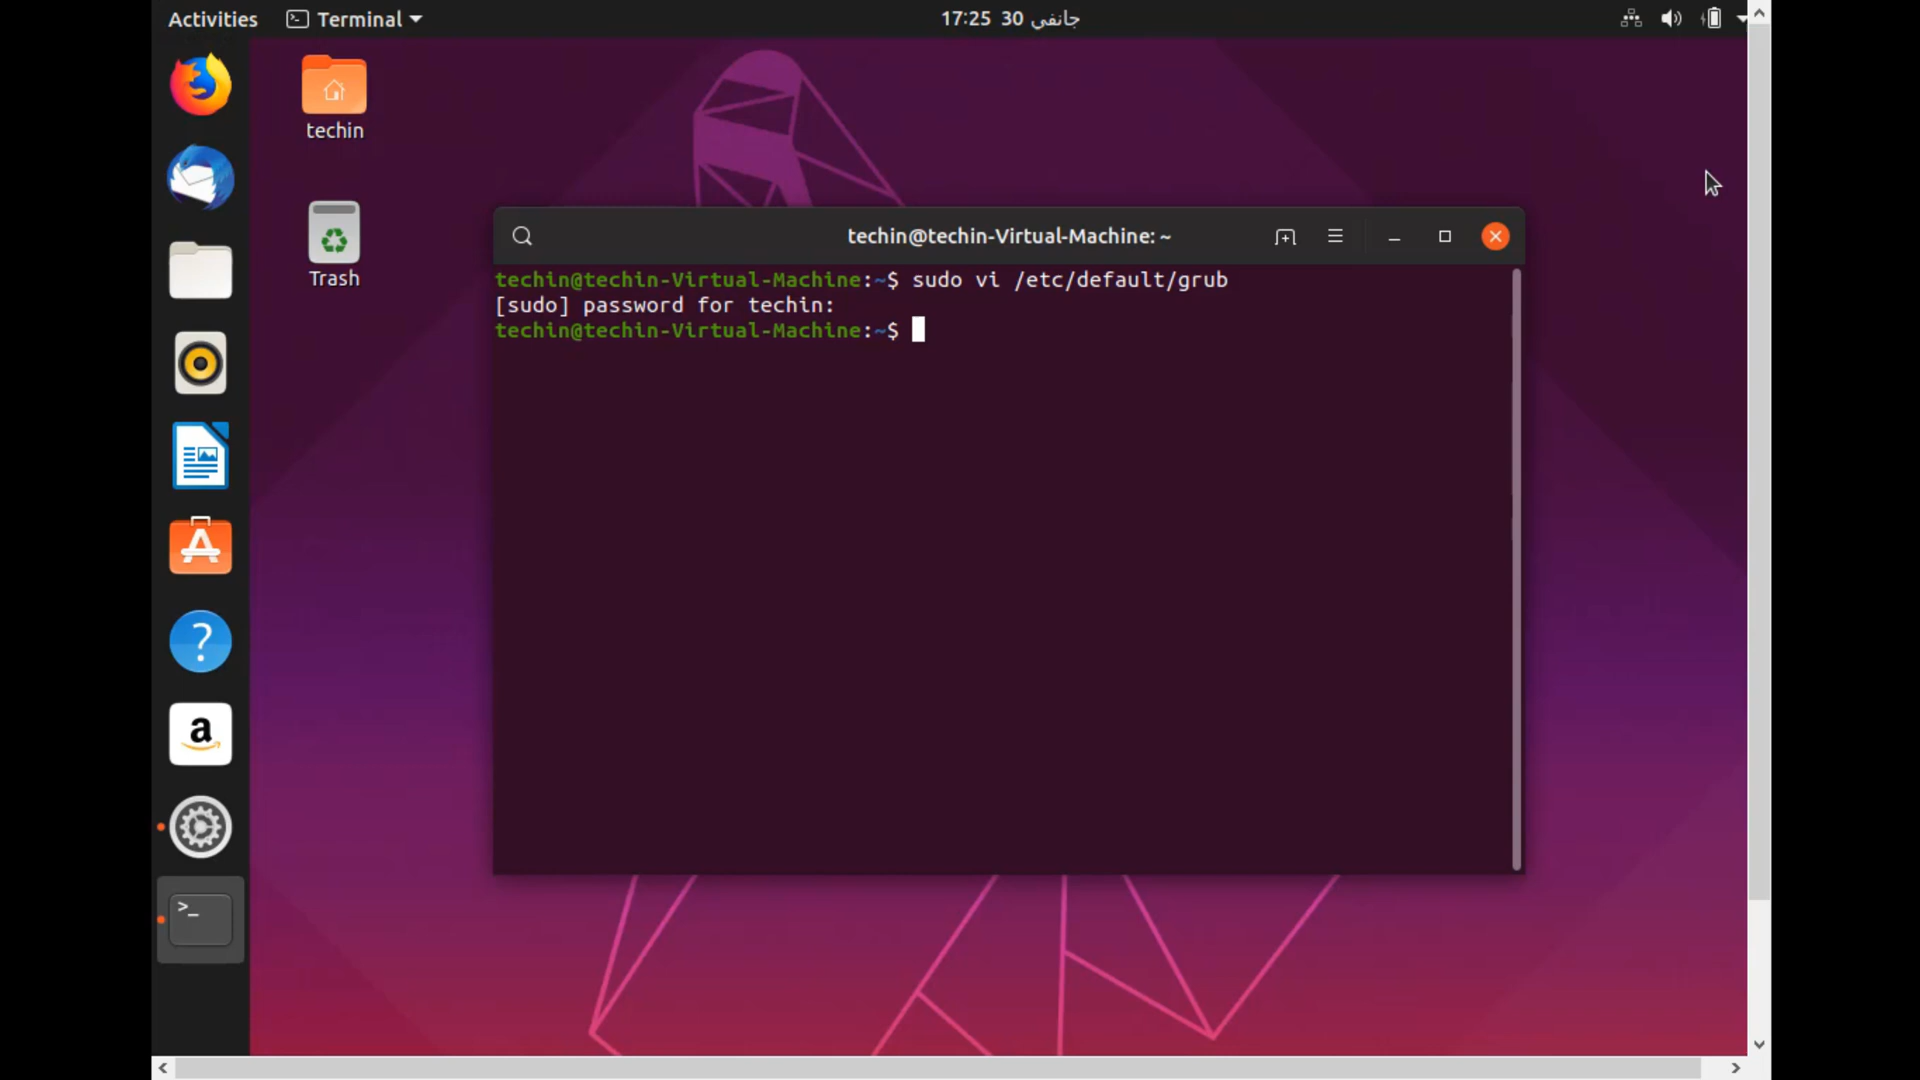 Activities
Terminal
17:25 30 جانفي
techin
Trash
techin@techin-Virtual-Machine: ~
techin@techin-Virtual-Machine:~$ sudo vi /etc/default/grub
[sudo] password for techin:
techin@techin-Virtual-Machine:~$